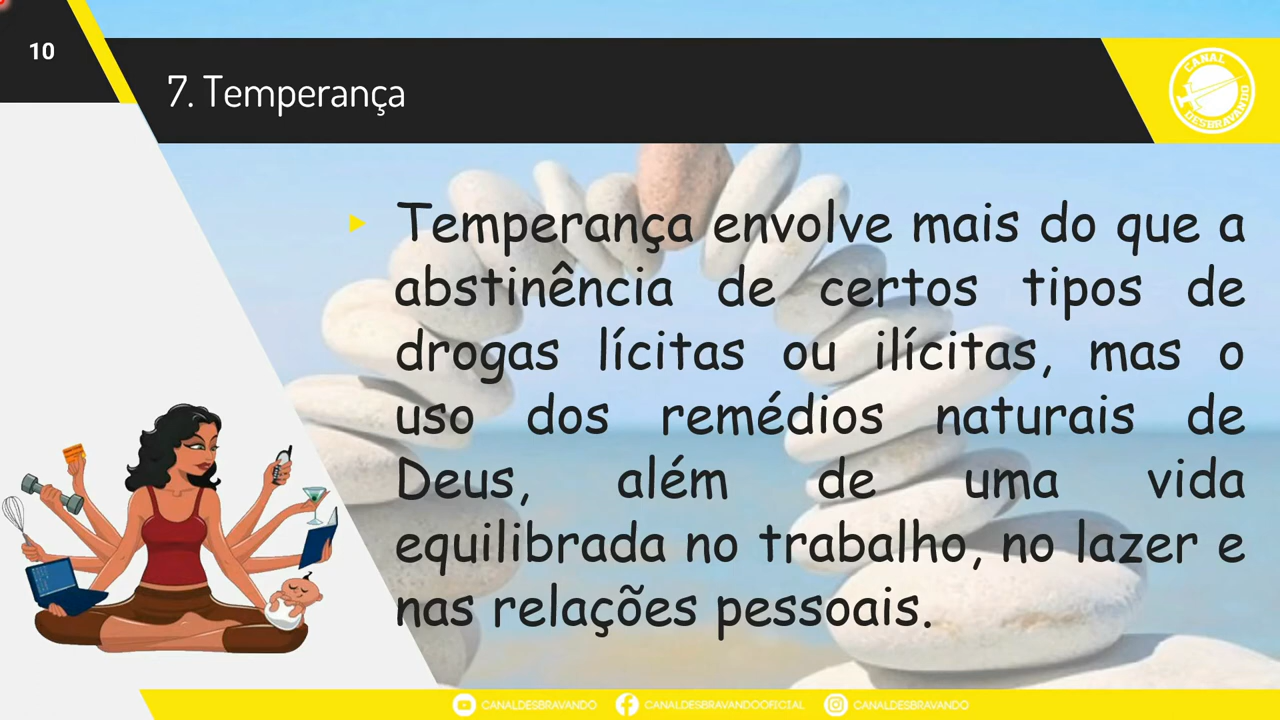 10
7. Temperança
CANAL
DESBRAVANDO
Temperança envolve mais do que a
abstinência de certos tipos de
drogas lícitas ou ilícitas, mas o
uso dos remédios naturais de
Deus, além de uma vida
equilibrada no trabalho, no lazer e
nas relações pessoais.
CANALDESBRAVANDO CANALDESBRAVANDOOFICIAL CANALDESBRAVANDO